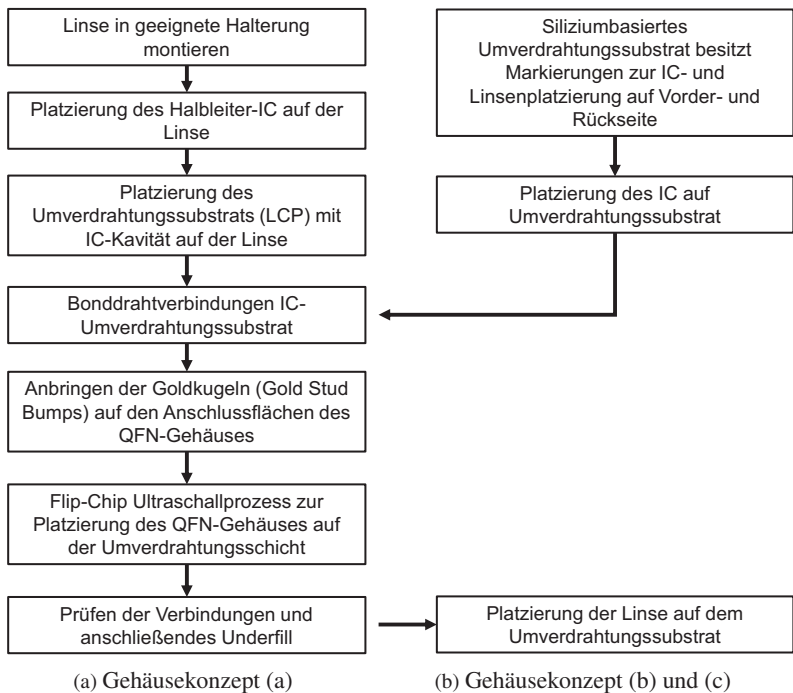 Linse in geeignete Halterung
montieren
Platzierung des Halbleiter-IC auf der
Linse
Platzierung des
Umverdrahtungssubstrats (LCP) mit
IC-Kavität auf der Linse
Bonddrahtverbindungen IC-
Umverdrahtungssubstrat
Anbringen der Goldkugeln (Gold Stud
Bumps) auf den Anschlussflächen des
QFN-Gehäuses
Flip-Chip Ultraschallprozess zur
Platzierung des QFN-Gehäuses auf
der Umverdrahtungsschicht
Prüfen der Verbindungen und
anschließendes Underfill
(a) Gehäusekonzept (a)
Siliziumbasiertes
Umverdrahtungssubstrat besitzt
Markierungen zur IC- und
Linsenplatzierung auf Vorder- und
Rückseite
Platzierung des IC auf
Umverdrahtungssubstrat
Platzierung der Linse auf dem
Umverdrahtungssubstrat
(b) Gehäusekonzept (b) und (c)